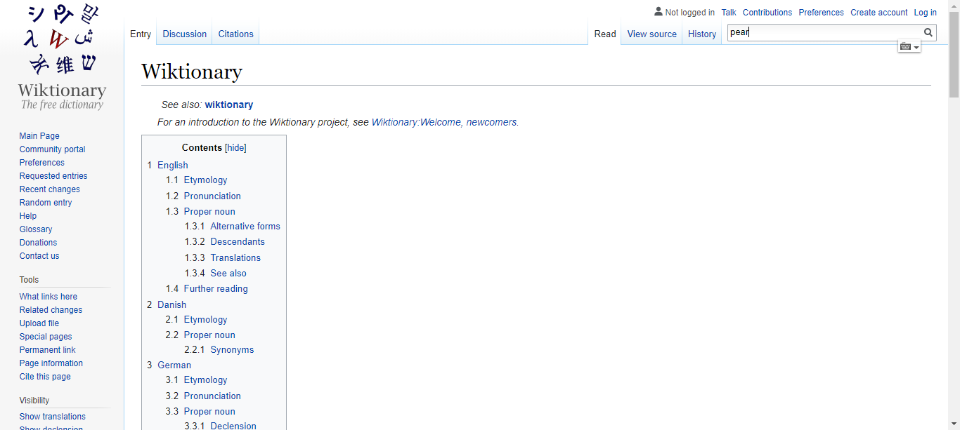 シ Pり 말
λ W ش
維 ש
Wiktionary
The free dictionary
Not logged in Talk Contributions Preferences Create account Log in
Entry Discussion Citations Read View source History pear
Wiktionary
See also: wiktionary
For an introduction to the Wiktionary project, see Wiktionary:Welcome, newcomers.
Contents [hide]
1 English
1.1 Etymology
1.2 Pronunciation
1.3 Proper noun
1.3.1 Alternative forms
1.3.2 Descendants
1.3.3 Translations
1.3.4 See also
1.4 Further reading
2 Danish
2.1 Etymology
2.2 Proper noun
2.2.1 Synonyms
3 German
3.1 Etymology
3.2 Pronunciation
3.3 Proper noun
3.3.1 Declension
Main Page
Community portal
Preferences
Requested entries
Recent changes
Random entry
Help
Glossary
Donations
Contact us
Tools
What links here
Related changes
Upload file
Special pages
Permanent link
Page information
Cite this page
Visibility
Show translations
Show declension